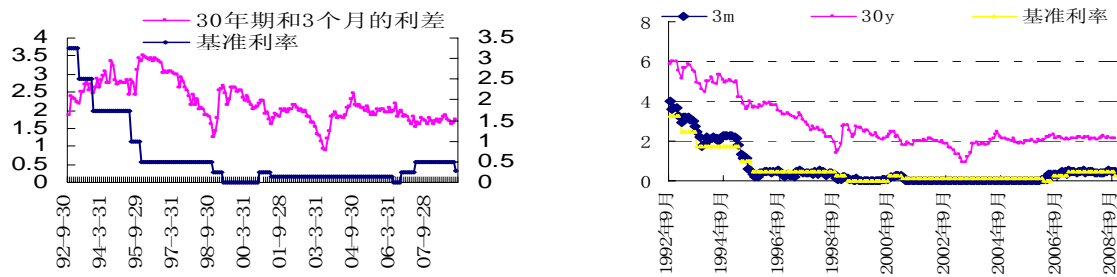 30年期和3个月的利差
基准利率
4
3.5
3
2.5
2
1.5
1
0.5
0
3.5
3
2.5
2
1.5
1
0.5
0
92-9-30
94-3-31
95-9-29
97-3-31
98-9-30
00-3-31
01-9-28
03-3-31
04-9-30
06-3-31
07-9-28
3m
30y
基准利率
8
6
4
2
0
1992年9月
1994年9月
1996年9月
1998年9月
2000年9月
2002年9月
2004年9月
2006年9月
2008年9月